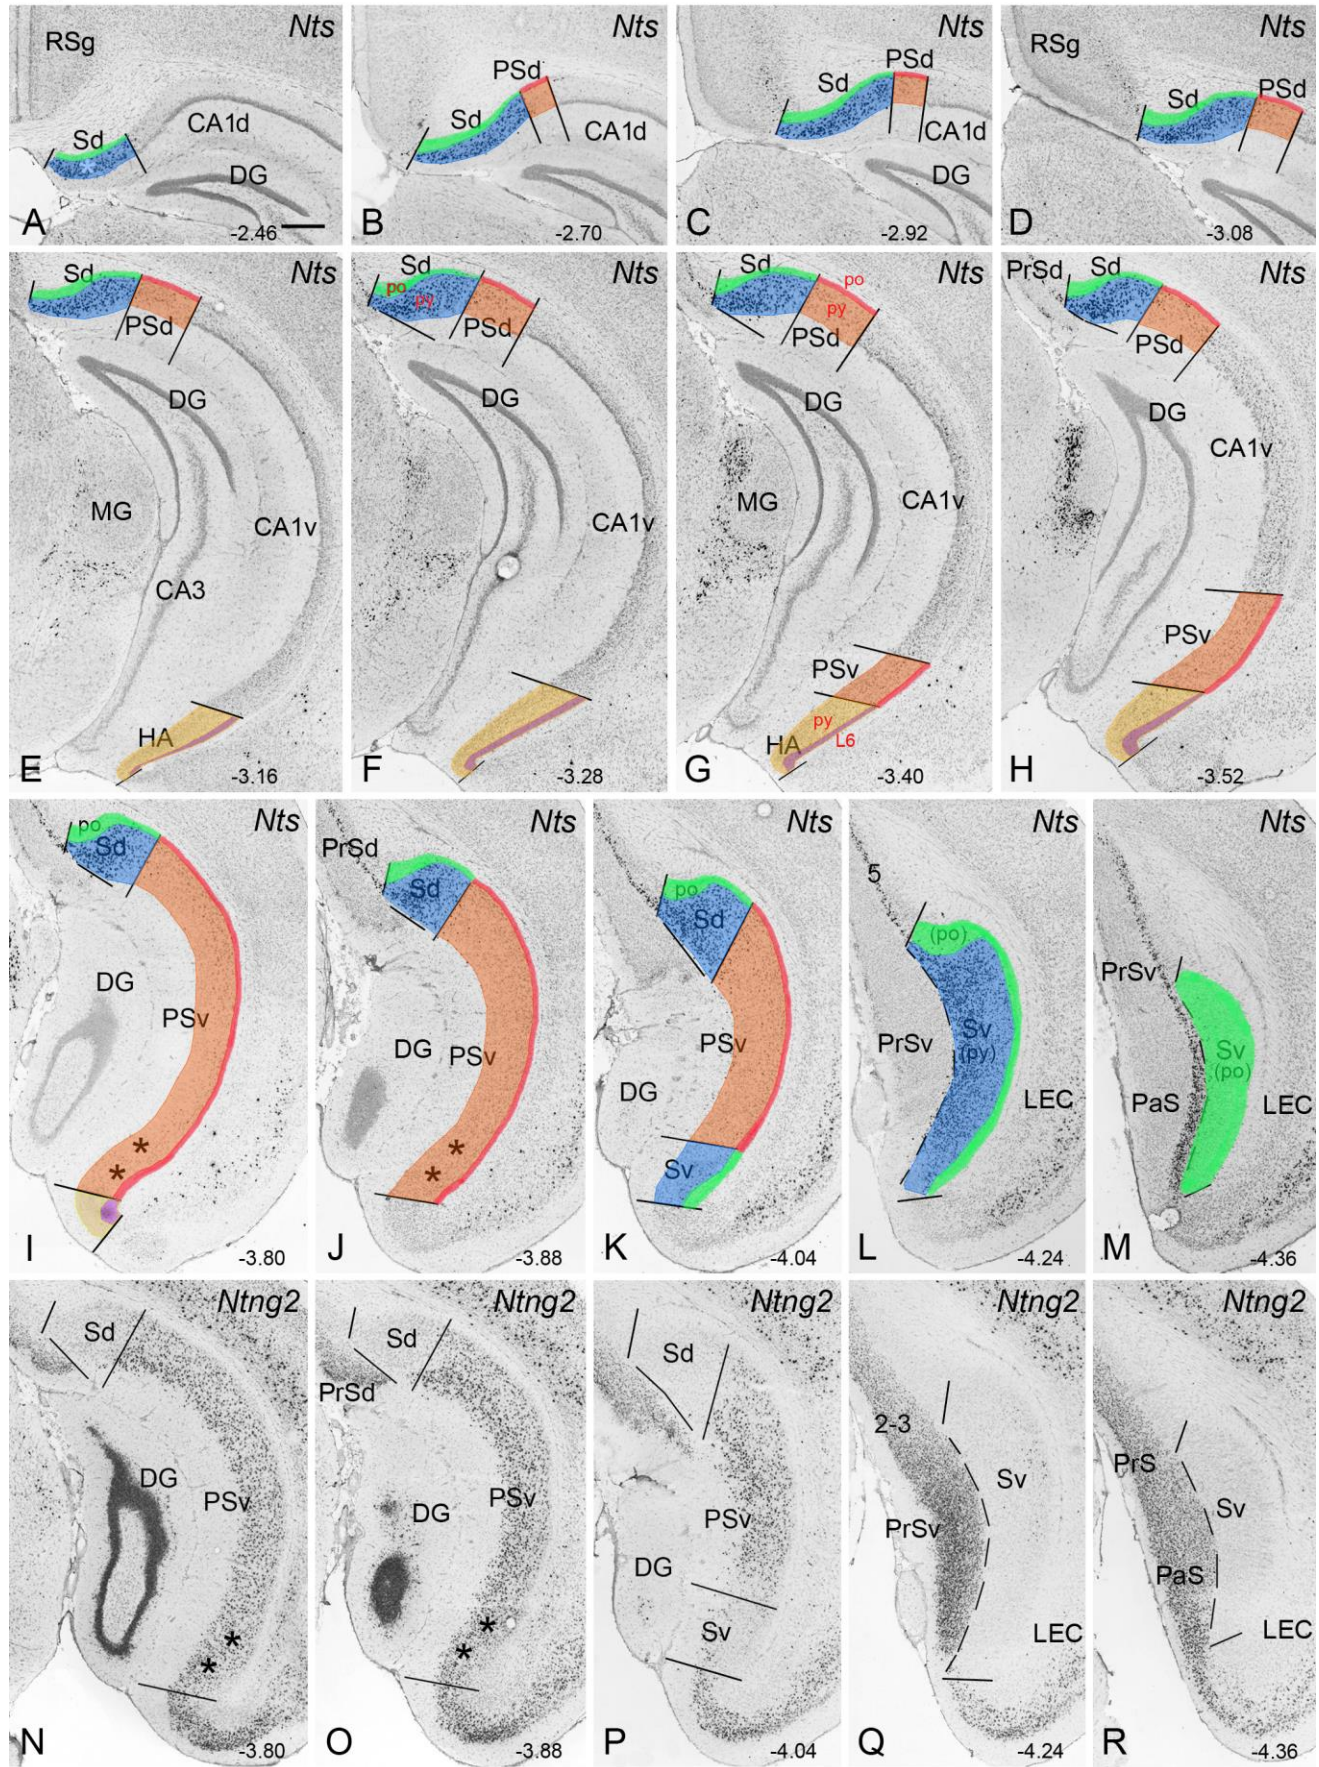 Nts
RSg
CA1d
Sd
DG
A
-2.46
Nts
PSd
Sd
CA1d
DG
B
-2.70
Nts
PSd
Sd
CA1d
DG
C
-2.92
Nts
RSg
Sd
PSd
D
-3.08
Nts
Sd
PSd
DG
MG
CA1v
CA3
HA
E
-3.16
Nts
Sd
po
py
PSd
DG
CA1v
F
-3.28
Nts
Sd
po
py
PSd
DG
MG
CA1v
PSv
py
HA
L6
G
-3.40
Nts
PrSd
Sd
PSd
DG
CA1v
PSv
H
-3.52
Nts
po
Sd
DG
PSv
*
*
I
-3.80
Nts
PrSd
Sd
DG
PSv
*
*
J
-3.88
Nts
po
Sd
PSv
DG
Sv
K
-4.04
Nts
5
(po)
Sv
PrSv
(py)
LEC
L
-4.24
Nts
PrSv
Sv
(po)
PaS
LEC
M
-4.36
Ntng2
Sd
DG
PSv
*
*
N
-3.80
Ntng2
Sd
PrSd
DG
PSv
*
*
O
-3.88
Ntng2
Sd
PSv
DG
Sv
P
-4.04
Ntng2
2-3
Sv
PrSv
LEC
Q
-4.24
Ntng2
PrS
Sv
PaS
LEC
R
-4.36